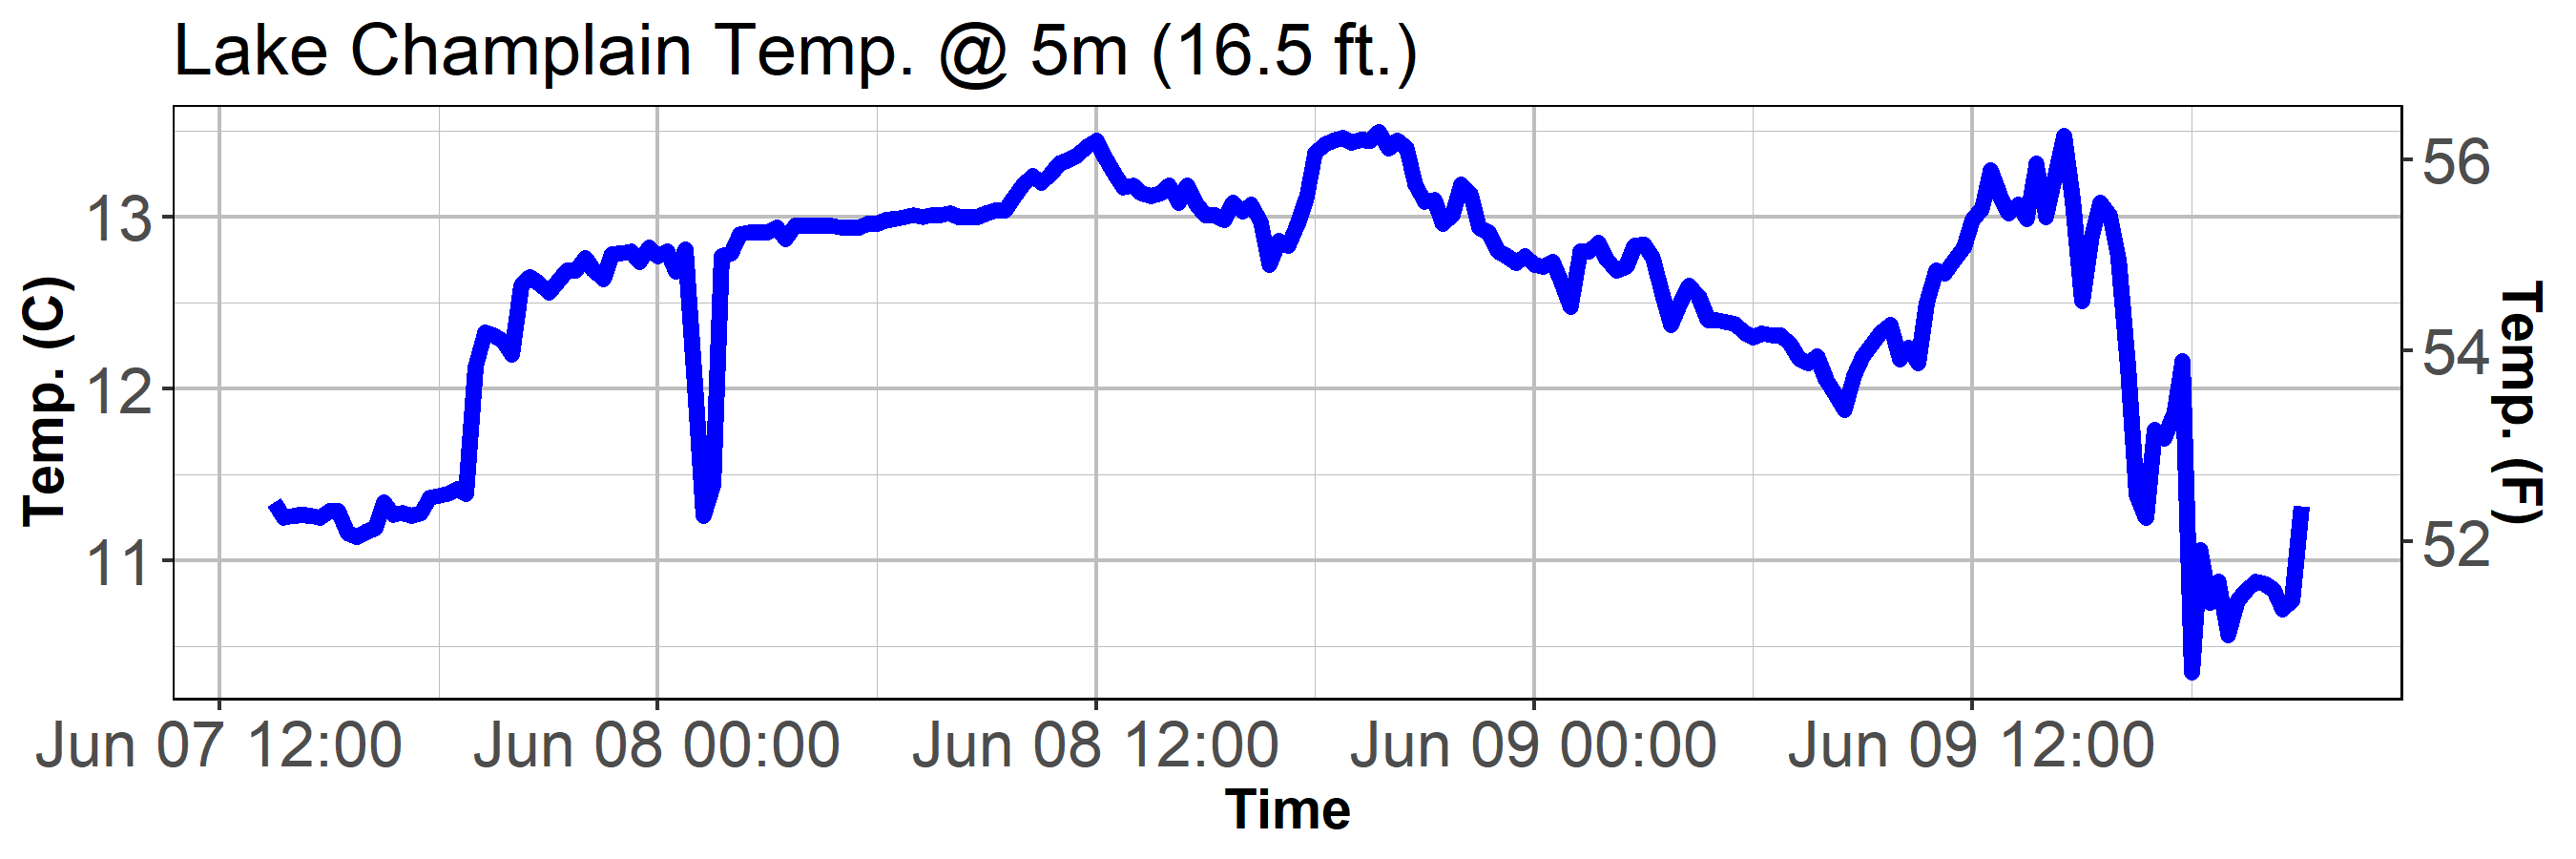 Lake Champlain Temp. @ 5m (16.5 ft.)
Temp. (C)
13
12
11
56
54
52
Temp. (F)
Jun 07 12:00 Jun 08 00:00 Jun 08 12:00 Jun 09 00:00 Jun 09 12:00
Time